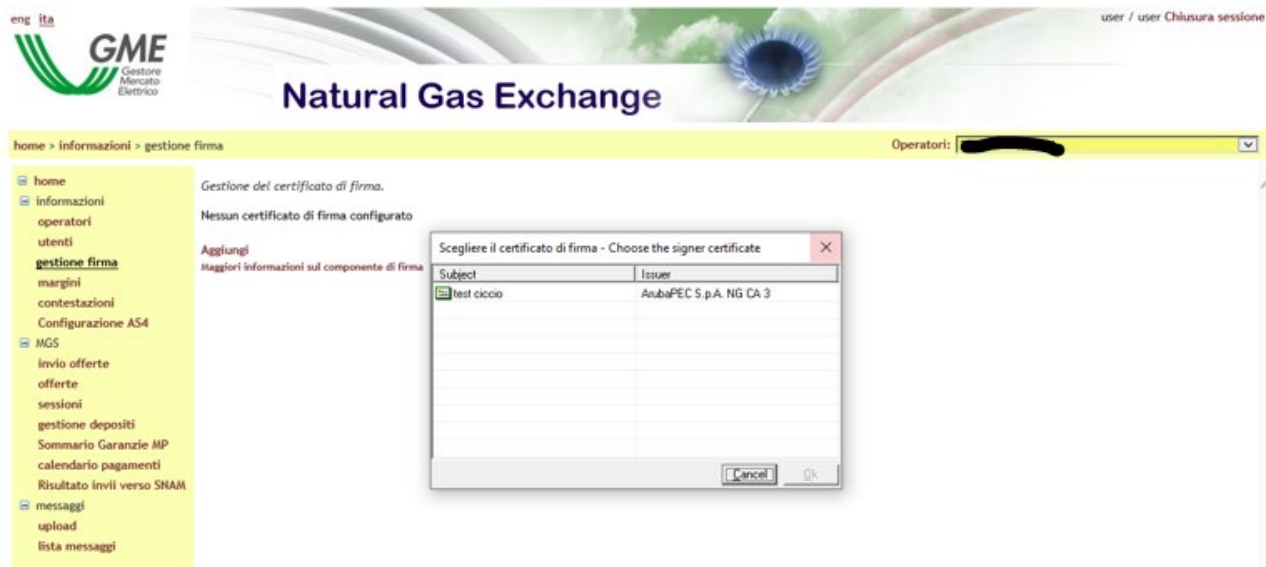 eng ita
user / user Chiusura sessione
GME
Gestore
Mercato
Elettrico
Natural Gas Exchange
home > informazioni > gestione firma
Operatori:
home
informazioni
operatori
utenti
gestione firma
margini
contestazioni
Configurazione AS4
MGS
invio offerte
offerte
sessioni
gestione depositi
Sommario Garanzie MP
calendario pagamenti
Risultato invii verso SNAM
messaggi
upload
lista messaggi
Gestione del certificato di firma.
Nessun certificato di firma configurato
Aggiungi
Maggiori informazioni sul componente di firma
Scegliere il certificato di firma - Choose the signer certificate
Subject Issuer
test ciccio ArubaPEC S.p.A. NG CA 3
Cancel Ok